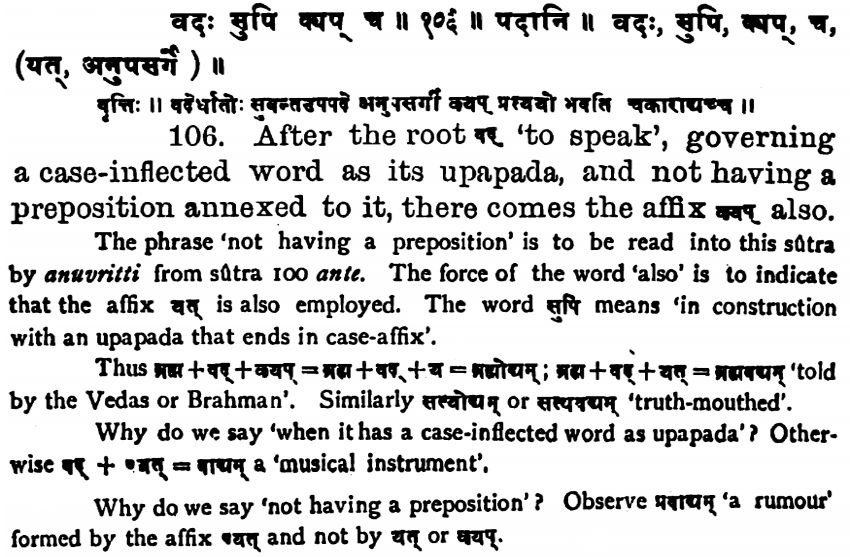 वदः सुपि क्यप् च ॥ १०६ ॥ पदानि ॥ वदः, सुपि, क्यप्, च,
(यत्, अनुपसर्गे ) ॥
वृत्तिः ॥ वदेर्धातोः सुबन्तउपपदे अनुपसर्गे क्यप् प्रत्ययो भवति चकाराद्यच्च ॥
106. After the root वद् 'to speak', governing
a case-inflected word as its upapada, and not having a
preposition annexed to it, there comes the affix क्यप् also.
The phrase 'not having a preposition' is to be read into this sûtra
by anuvritti from sûtra 100 ante. The force of the word 'also' is to indicate
that the affix यत् is also employed. The word सुपि means 'in construction
with an upapada that ends in case-affix'.
Thus ब्रह्म + वद् + क्यप् = ब्रह्म + वद् + य = ब्रह्मोद्यम् ; ब्रह्म + वद् + यत् = ब्रह्मवद्यम् 'told
by the Vedas or Brahman'. Similarly सत्योद्यम् or सत्यवद्यम् 'truth-mouthed'.
Why do we say 'when it has a case-inflected word as upapada'? Other-
wise वद् + ण्यत् = वाद्यम् a 'musical instrument'.
Why do we say 'not having a preposition'? Observe प्रवाद्यम् 'a rumour'
formed by the affix ण्यत् and not by यत् or क्यप्.